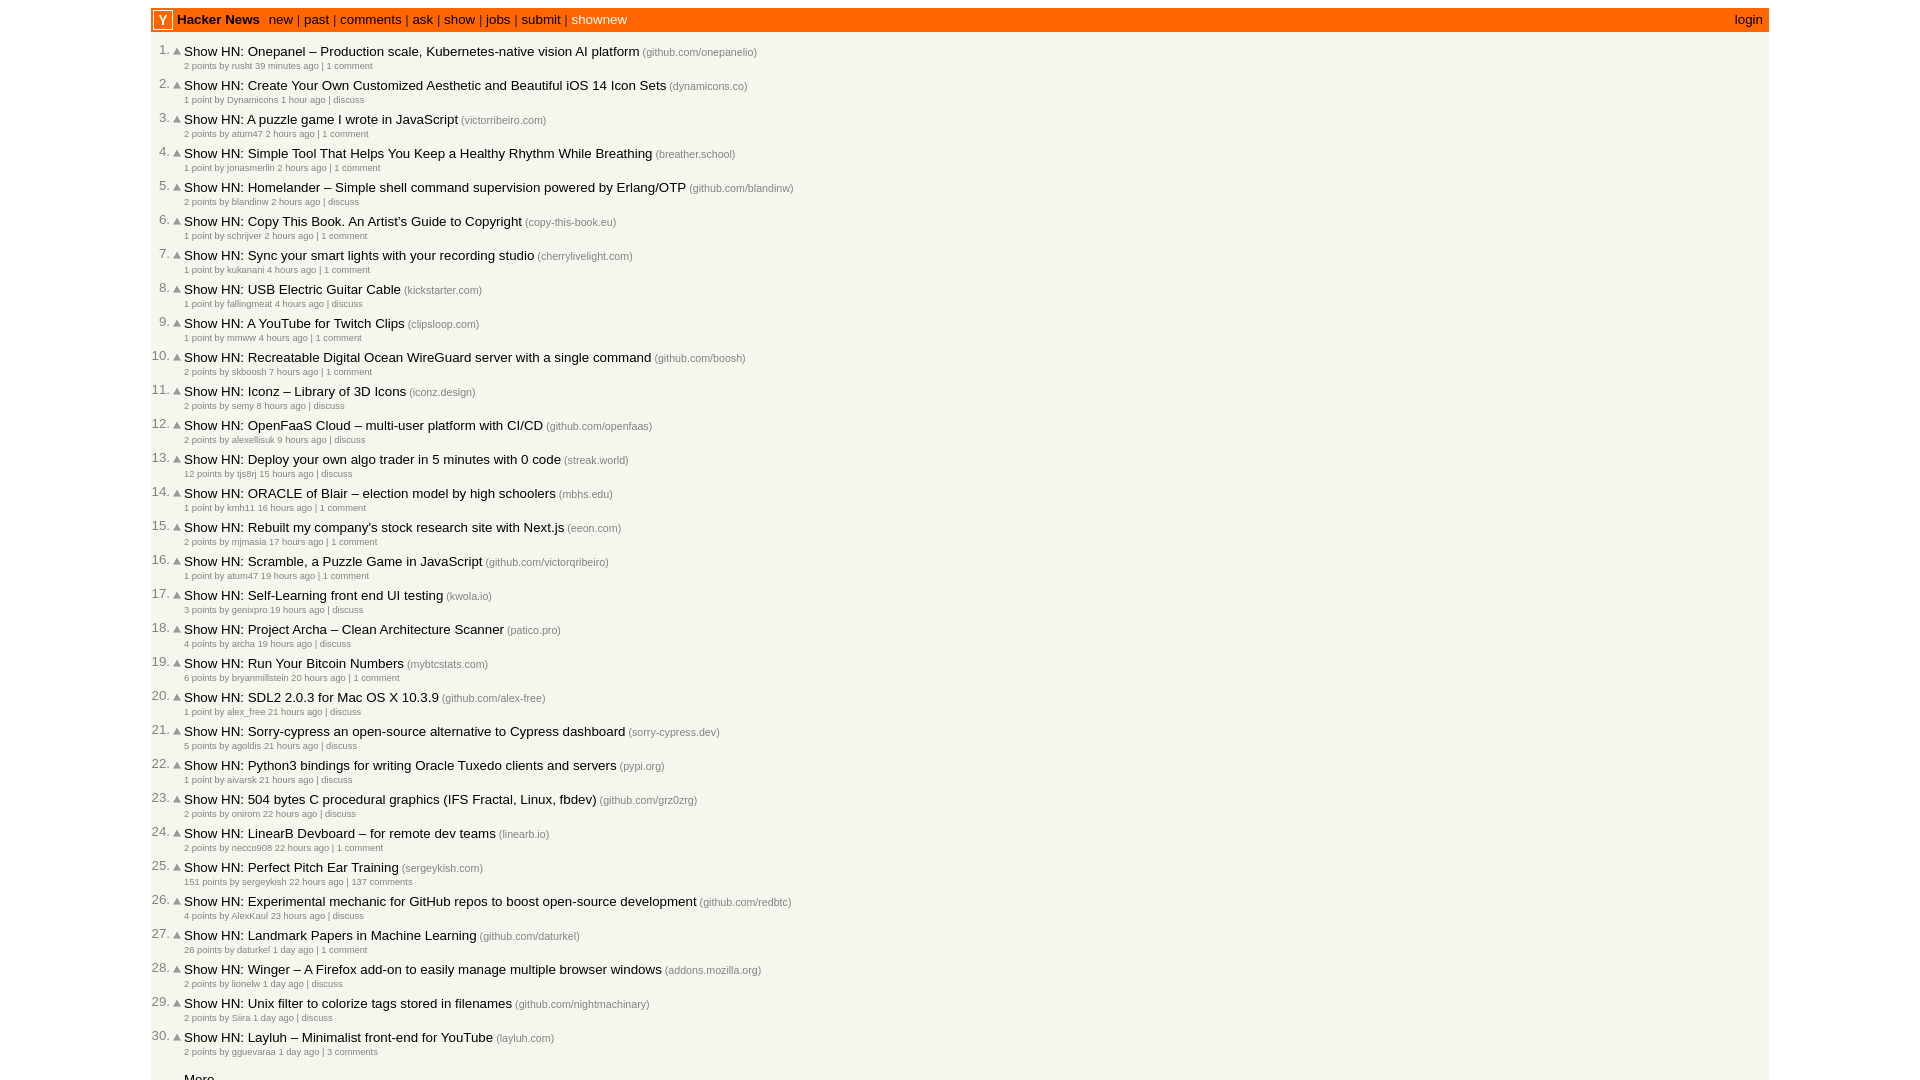 Y Hacker News new | past | comments | ask | show | jobs | submit | shownew login
1. Show HN: Onepanel – Production scale, Kubernetes-native vision AI platform (github.com/onepanelio)
2 points by rusht 39 minutes ago | 1 comment
2. Show HN: Create Your Own Customized Aesthetic and Beautiful iOS 14 Icon Sets (dynamicons.co)
1 point by Dynamicons 1 hour ago | discuss
3. Show HN: A puzzle game I wrote in JavaScript (victorribeiro.com)
2 points by atum47 2 hours ago | 1 comment
4. Show HN: Simple Tool That Helps You Keep a Healthy Rhythm While Breathing (breather.school)
1 point by jonasmerlin 2 hours ago | 1 comment
5. Show HN: Homelander – Simple shell command supervision powered by Erlang/OTP (github.com/blandinw)
2 points by blandinw 2 hours ago | discuss
6. Show HN: Copy This Book. An Artist's Guide to Copyright (copy-this-book.eu)
1 point by schrijver 2 hours ago | 1 comment
7. Show HN: Sync your smart lights with your recording studio (cherrylivelight.com)
1 point by kukanani 4 hours ago | 1 comment
8. Show HN: USB Electric Guitar Cable (kickstarter.com)
1 point by fallingmeat 4 hours ago | discuss
9. Show HN: A YouTube for Twitch Clips (clipsloop.com)
1 point by mmww 4 hours ago | 1 comment
10. Show HN: Recreatable Digital Ocean WireGuard server with a single command (github.com/boosh)
2 points by skboosh 7 hours ago | 1 comment
11. Show HN: Iconz – Library of 3D Icons (iconz.design)
2 points by semy 8 hours ago | discuss
12. Show HN: OpenFaaS Cloud – multi-user platform with CI/CD (github.com/openfaas)
2 points by alexellisuk 9 hours ago | discuss
13. Show HN: Deploy your own algo trader in 5 minutes with 0 code (streak.world)
12 points by tjs8rj 15 hours ago | discuss
14. Show HN: ORACLE of Blair – election model by high schoolers (mbhs.edu)
1 point by kmh11 16 hours ago | 1 comment
15. Show HN: Rebuilt my company's stock research site with Next.js (eeon.com)
2 points by mjmasia 17 hours ago | 1 comment
16. Show HN: Scramble, a Puzzle Game in JavaScript (github.com/victorqribeiro)
1 point by atum47 19 hours ago | 1 comment
17. Show HN: Self-Learning front end UI testing (kwola.io)
3 points by genixpro 19 hours ago | discuss
18. Show HN: Project Archa – Clean Architecture Scanner (patico.pro)
4 points by archa 19 hours ago | discuss
19. Show HN: Run Your Bitcoin Numbers (mybtcstats.com)
6 points by bryanmillstein 20 hours ago | 1 comment
20. Show HN: SDL2 2.0.3 for Mac OS X 10.3.9 (github.com/alex-free)
1 point by alex_free 21 hours ago | discuss
21. Show HN: Sorry-cypress an open-source alternative to Cypress dashboard (sorry-cypress.dev)
5 points by agoldis 21 hours ago | discuss
22. Show HN: Python3 bindings for writing Oracle Tuxedo clients and servers (pypi.org)
1 point by aivarsk 21 hours ago | discuss
23. Show HN: 504 bytes C procedural graphics (IFS Fractal, Linux, fbdev) (github.com/grz0zrg)
2 points by onirom 22 hours ago | discuss
24. Show HN: LinearB Devboard – for remote dev teams (linearb.io)
2 points by necco908 22 hours ago | 1 comment
25. Show HN: Perfect Pitch Ear Training (sergeykish.com)
151 points by sergeykish 22 hours ago | 137 comments
26. Show HN: Experimental mechanic for GitHub repos to boost open-source development (github.com/redbtc)
4 points by AlexKaul 23 hours ago | discuss
27. Show HN: Landmark Papers in Machine Learning (github.com/daturkel)
26 points by daturkel 1 day ago | 1 comment
28. Show HN: Winger – A Firefox add-on to easily manage multiple browser windows (addons.mozilla.org)
2 points by lionelw 1 day ago | discuss
29. Show HN: Unix filter to colorize tags stored in filenames (github.com/nightmachinary)
2 points by Siira 1 day ago | discuss
30. Show HN: Layluh – Minimalist front-end for YouTube (layluh.com)
2 points by gguevaraa 1 day ago | 3 comments
More